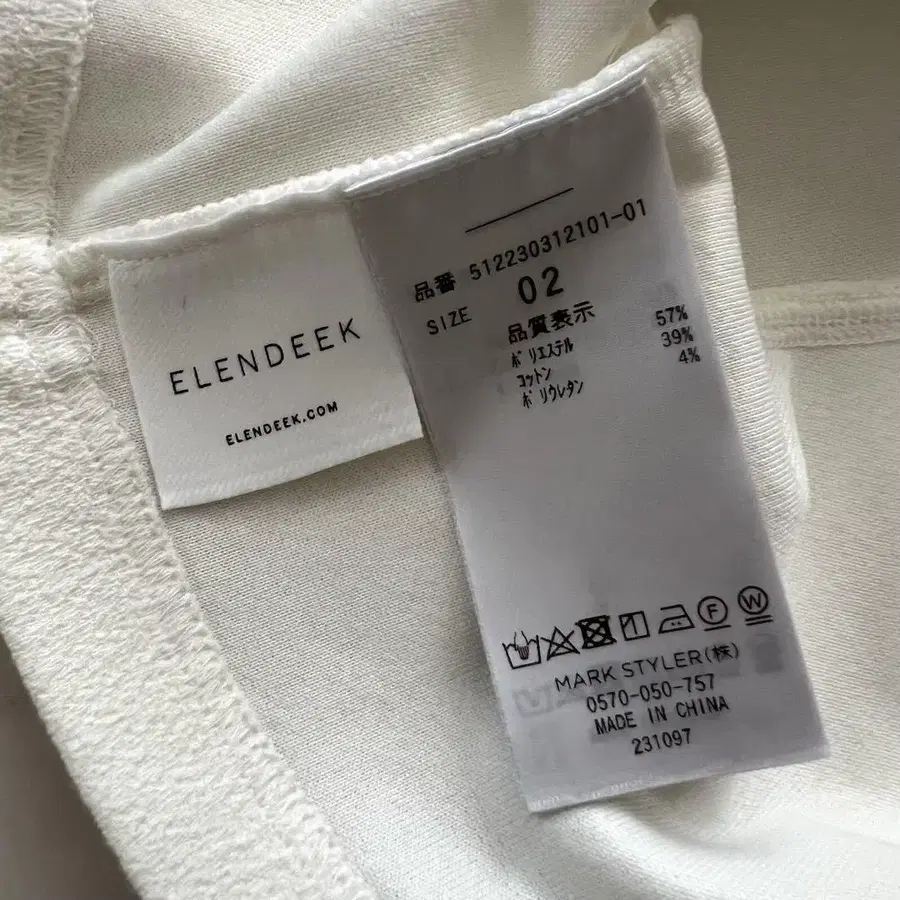 ELENDEEK
ELENDEEK.COM
品番 512230312101-01
SIZE 02
品質表示
ポリエステル 57%
コットン 39%
ポリウレタン 4%
F W
MARK STYLER(株)
0570-050-757
MADE IN CHINA
231097